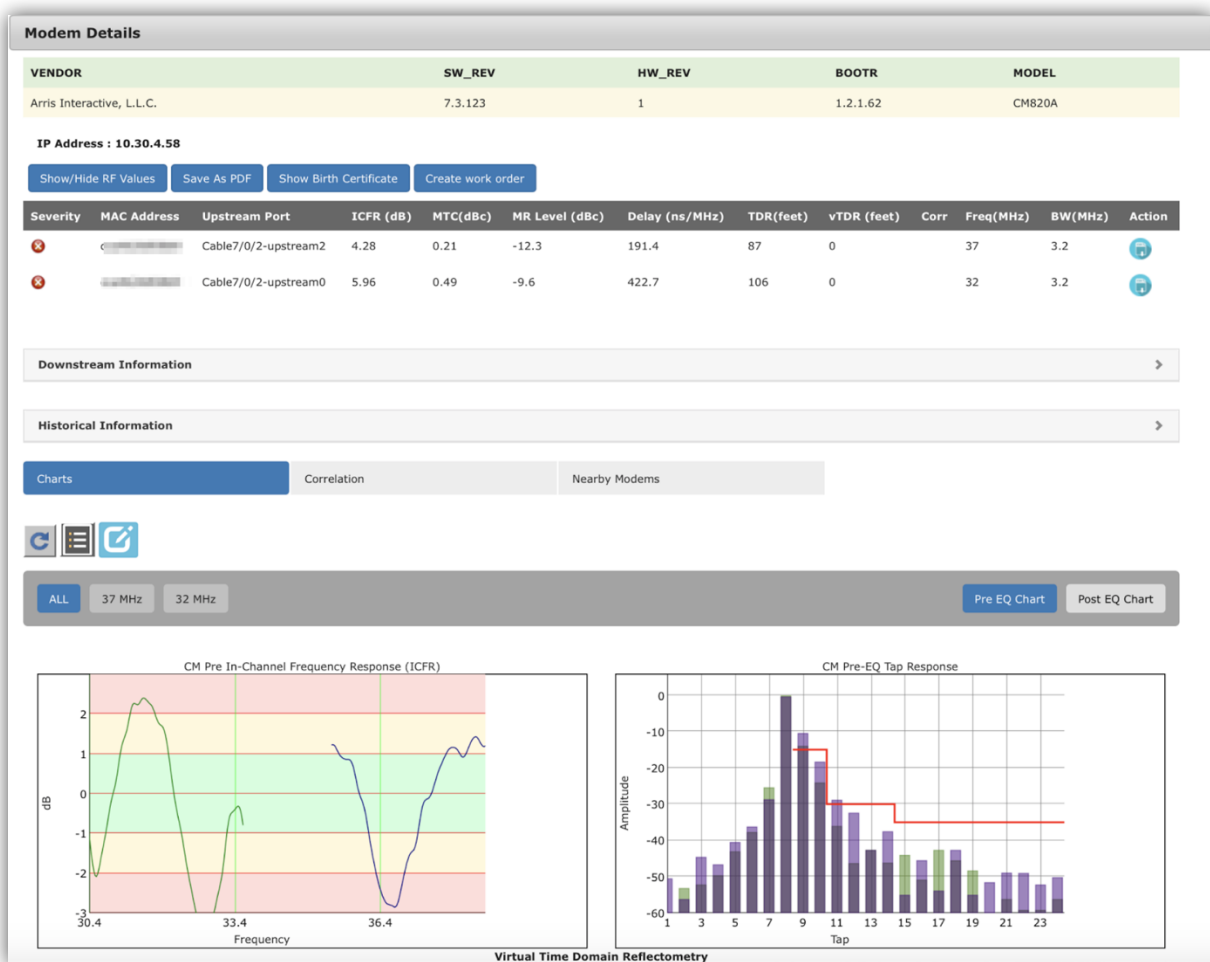 Modem Details
VENDOR SW_REV HW_REV BOOTR MODEL
Arris Interactive, L.L.C. 7.3.123 1 1.2.1.62 CM820A
IP Address : 10.30.4.58
Show/Hide RF Values Save As PDF Show Birth Certificate Create work order
Severity MAC Address Upstream Port ICFR (dB) MTC(dBc) MR Level (dBc) Delay (ns/MHz) TDR(feet) vTDR (feet) Corr Freq(MHz) BW(MHz) Action
Cable7/0/2-upstream2 4.28 0.21 -12.3 191.4 87 0 37 3.2
Cable7/0/2-upstream0 5.96 0.49 -9.6 422.7 106 0 32 3.2
Downstream Information
Historical Information
Charts Correlation Nearby Modems
ALL 37 MHz 32 MHz Pre EQ Chart Post EQ Chart
CM Pre In-Channel Frequency Response (ICFR)
2
1
0
-1
-2
-3
dB
30.4 33.4 36.4
Frequency
CM Pre-EQ Tap Response
0
-10
-20
-30
-40
-50
-60
Amplitude
1 3 5 7 9 11 13 15 17 19 21 23
Tap
Virtual Time Domain Reflectometry